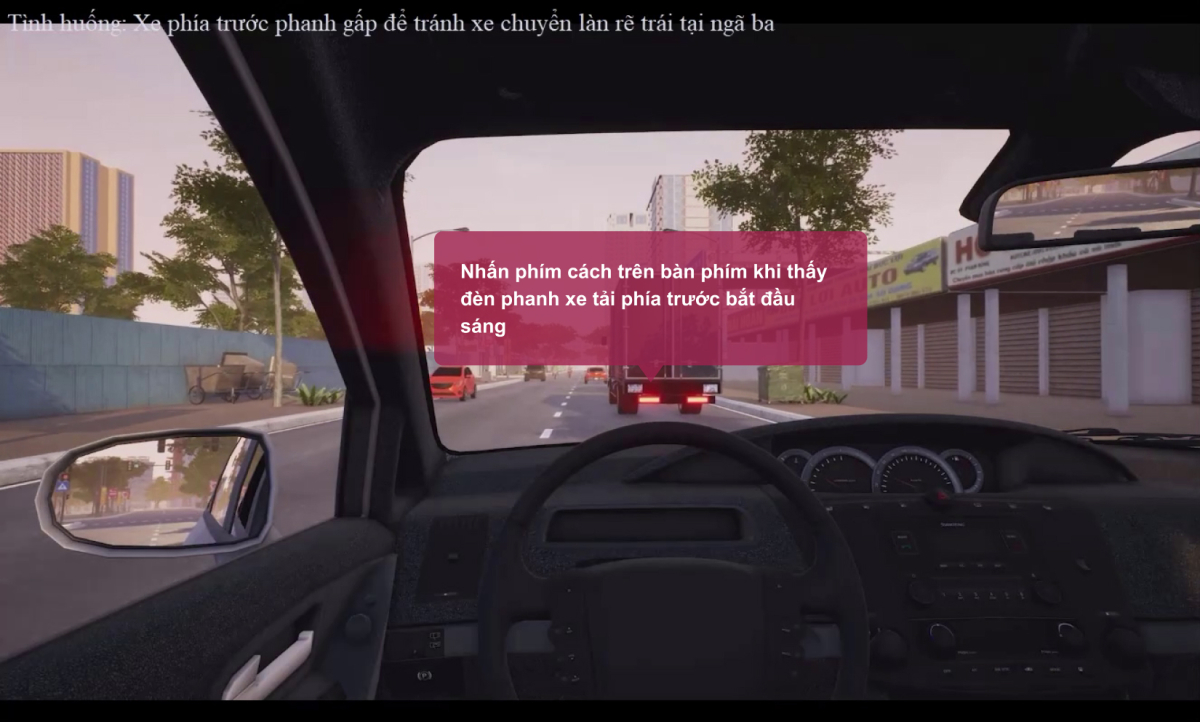 Tình huống: Xe phía trước phanh gấp để tránh xe chuyển làn rẽ trái tại ngã ba
Nhấn phím cách trên bàn phím khi thấy
đèn phanh xe tải phía trước bắt đầu
sáng